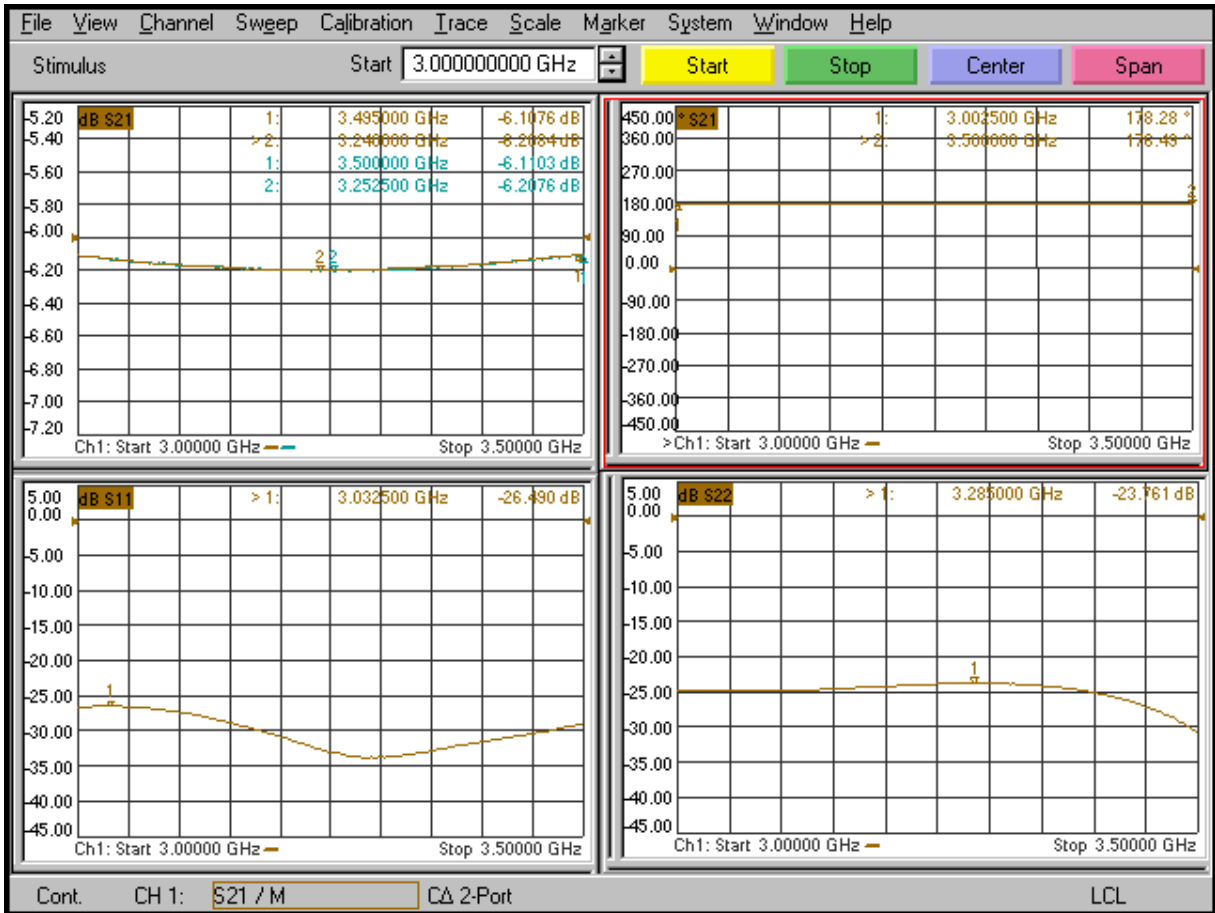 File View Channel Sweep Calibration Trace Scale Marker System Window Help
Stimulus Start 3.000000000 GHz Start Stop Center Span
dB S21
1: 3.495000 GHz -6.1076 dB
> 2: 3.240000 GHz -6.2084 dB
1: 3.500000 GHz -6.1103 dB
2: 3.252500 GHz -6.2076 dB
-5.20
-5.40
-5.60
-5.80
-6.00
-6.20
-6.40
-6.60
-6.80
-7.00
-7.20
2 2
1
Ch1: Start 3.00000 GHz Stop 3.50000 GHz
° S21
1: 3.002500 GHz 178.28 °
> 2: 3.500000 GHz 178.49 °
450.00
360.00
270.00
180.00
90.00
0.00
-90.00
-180.00
-270.00
-360.00
-450.00
1
2
>Ch1: Start 3.00000 GHz Stop 3.50000 GHz
dB S11
> 1: 3.032500 GHz -26.490 dB
5.00
0.00
-5.00
-10.00
-15.00
-20.00
-25.00
-30.00
-35.00
-40.00
-45.00
1
Ch1: Start 3.00000 GHz Stop 3.50000 GHz
dB S22
> 1: 3.285000 GHz -23.761 dB
5.00
0.00
-5.00
-10.00
-15.00
-20.00
-25.00
-30.00
-35.00
-40.00
-45.00
1
Ch1: Start 3.00000 GHz Stop 3.50000 GHz
Cont. CH 1: S21 / M CΔ 2-Port LCL